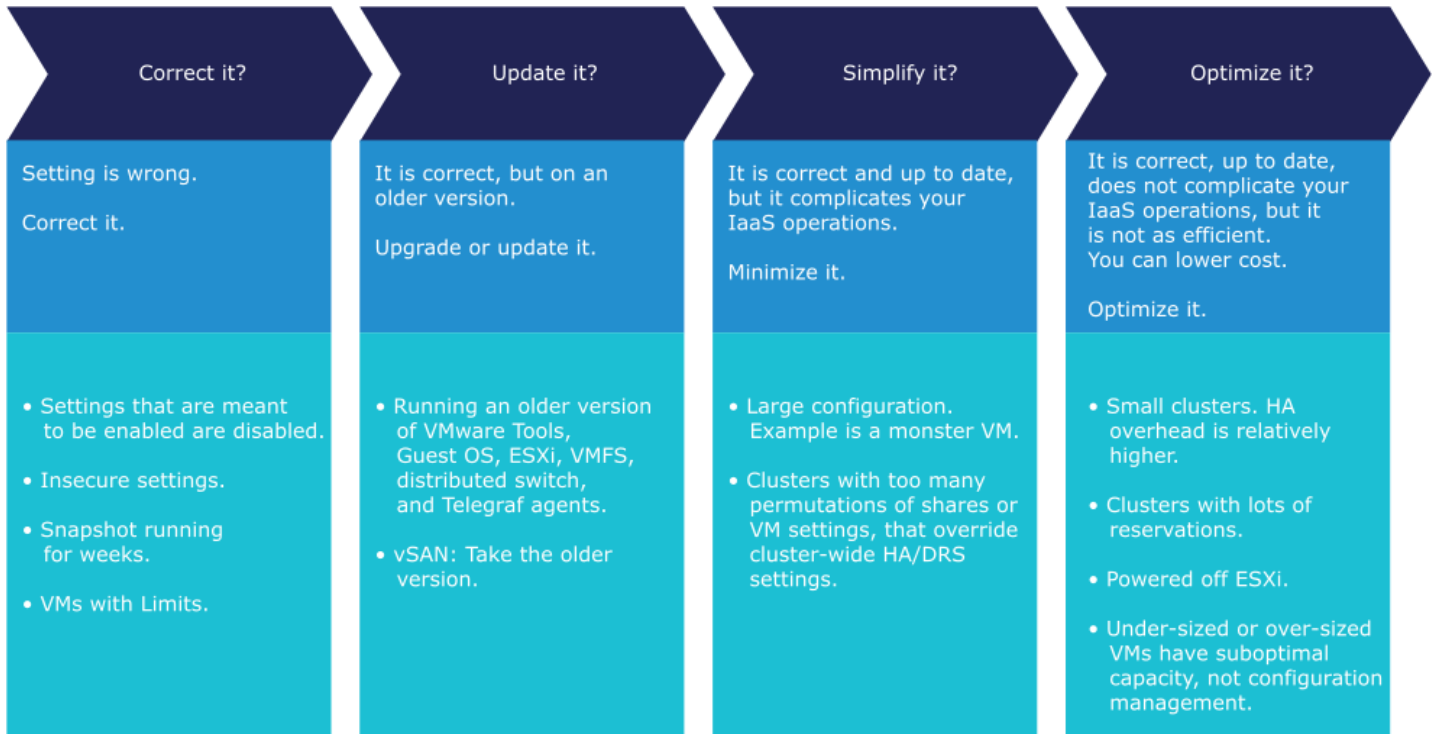 Correct it?
Update it?
Simplify it?
Optimize it?
Setting is wrong.
Correct it.
It is correct, but on an
older version.
Upgrade or update it.
It is correct and up to date,
but it complicates your
IaaS operations.
Minimize it.
It is correct, up to date,
does not complicate your
IaaS operations, but it
is not as efficient.
You can lower cost.
Optimize it.
• Settings that are meant
to be enabled are disabled.
• Insecure settings.
• Snapshot running
for weeks.
• VMs with Limits.
• Running an older version
of VMware Tools,
Guest OS, ESXi, VMFS,
distributed switch,
and Telegraf agents.
• vSAN: Take the older
version.
• Large configuration.
Example is a monster VM.
• Clusters with too many
permutations of shares or
VM settings, that override
cluster-wide HA/DRS
settings.
• Small clusters. HA
overhead is relatively
higher.
• Clusters with lots of
reservations.
• Powered off ESXi.
• Under-sized or over-sized
VMs have suboptimal
capacity, not configuration
management.